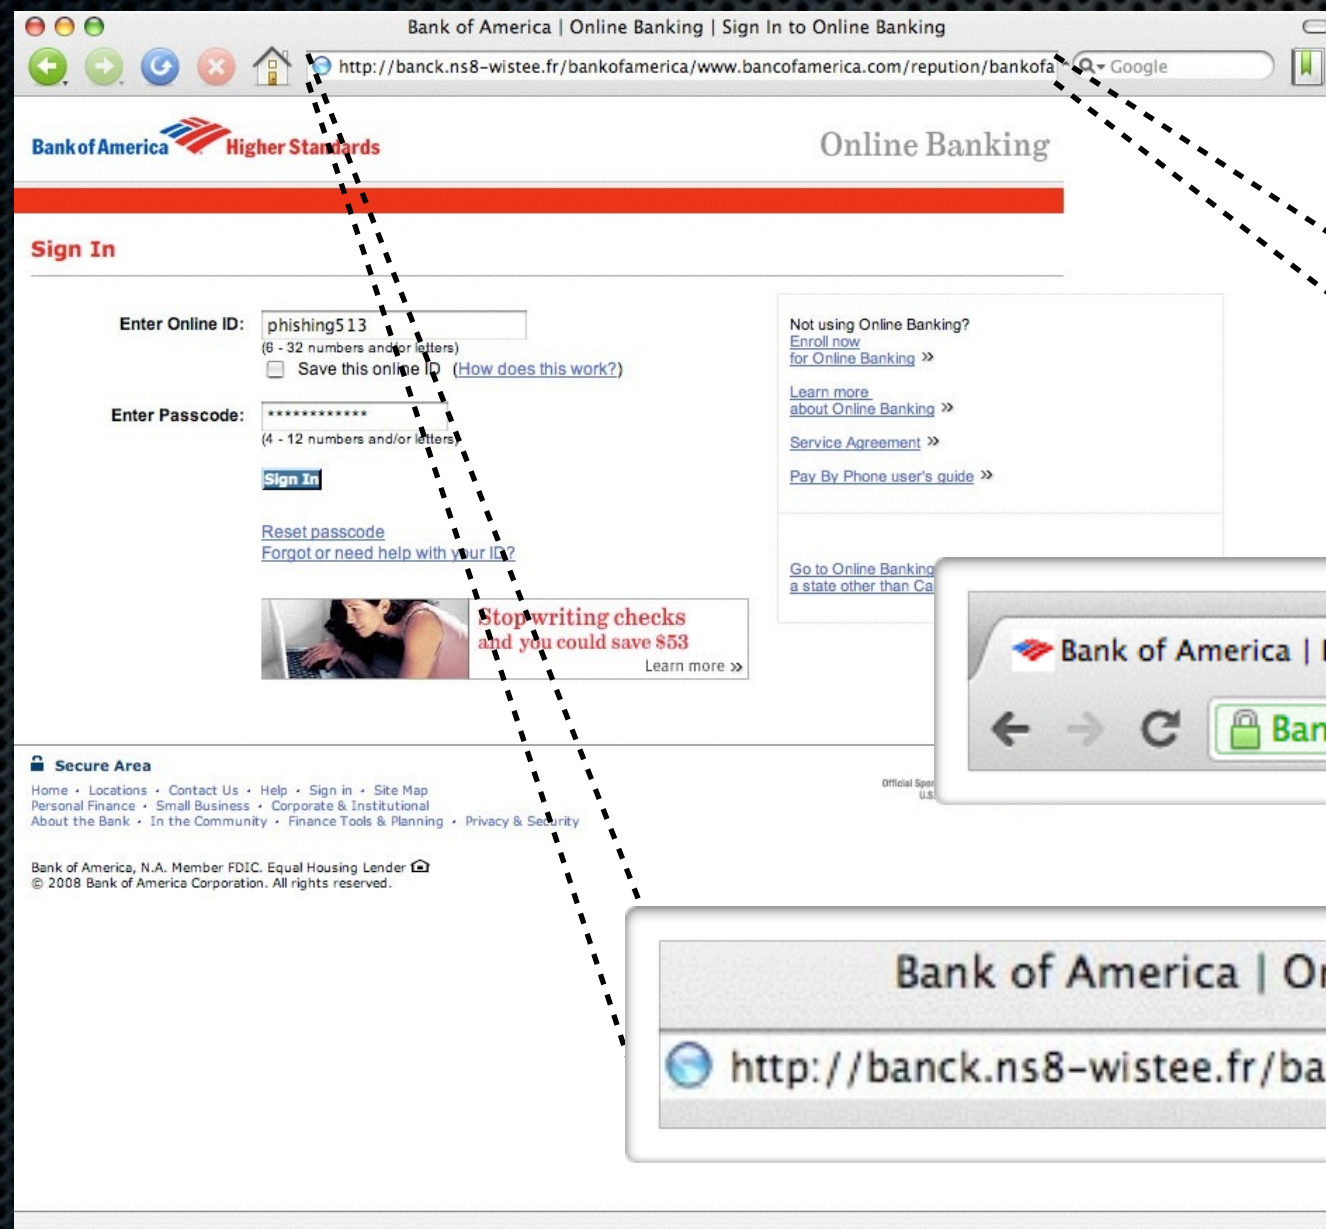 Bank of America | Online Banking | Sign In to Online Banking
http://banck.ns8-wistee.fr/bankofamerica/www.bancofamerica.com/repution/bankofa
Google
Bank of America Higher Standards
Online Banking
Sign In
Enter Online ID:
phishing513
(6 - 32 numbers and/or letters)
Save this online ID (How does this work?)
Enter Passcode:
************
(4 - 12 numbers and/or letters)
Sign In
Reset passcode
Forgot or need help with your ID?
Stop writing checks
and you could save $53
Learn more »
Not using Online Banking?
Enroll now
for Online Banking »
Learn more
about Online Banking »
Service Agreement »
Pay By Phone user's guide »
Go to Online Banking
a state other than Ca
Bank of America |
Ban
Secure Area
Home • Locations • Contact Us • Help • Sign in • Site Map
Personal Finance • Small Business • Corporate & Institutional
About the Bank • In the Community • Finance Tools & Planning • Privacy & Security
Official Spon
U.S.
Bank of America, N.A. Member FDIC. Equal Housing Lender
© 2008 Bank of America Corporation. All rights reserved.
Bank of America | On
http://banck.ns8-wistee.fr/ba